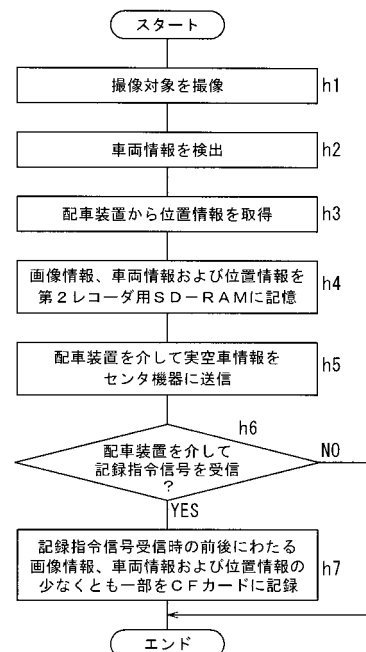 スタート
撮像対象を撮像
h1
車両情報を検出
h2
配車装置から位置情報を取得
h3
画像情報、車両情報および位置情報を
第2レコーダ用SD－RAMに記憶
h4
配車装置を介して実空車情報を
センタ機器に送信
h5
h6
配車装置を介して
記録指令信号を受信
?
NO
YES
記録指令信号受信時の前後にわたる
画像情報、車両情報および位置情報の
少なくとも一部をCFカードに記録
h7
エンド